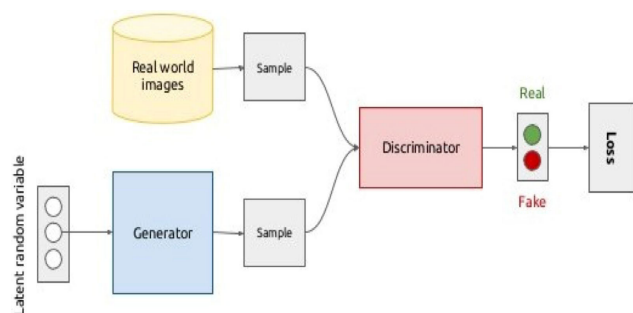 Real world
images
Sample
Real
Discriminator
Loss
Fake
Latent random variable
Generator
Sample